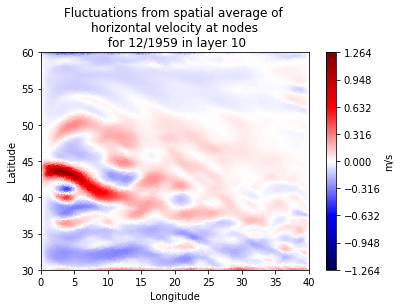 Fluctuations from spatial average of
horizontal velocity at nodes
for 12/1959 in layer 10
60
55
50
45
40
35
30
Latitude
0 5 10 15 20 25 30 35 40
Longitude
1.264
0.948
0.632
0.316
0.000
−0.316
−0.632
−0.948
−1.264
m/s